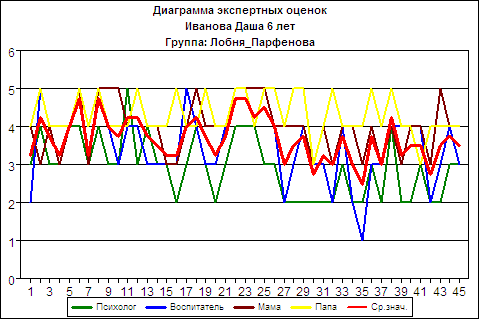 Диаграмма экспертных оценок
Иванова Даша 6 лет
Группа: Лобня_Парфенова
6
5
4
3
2
1
0
1 3 5 7 9 11 13 15 17 19 21 23 25 27 29 31 33 35 37 39 41 43 45
Психолог Воспитатель Мама Папа Ср.знач.